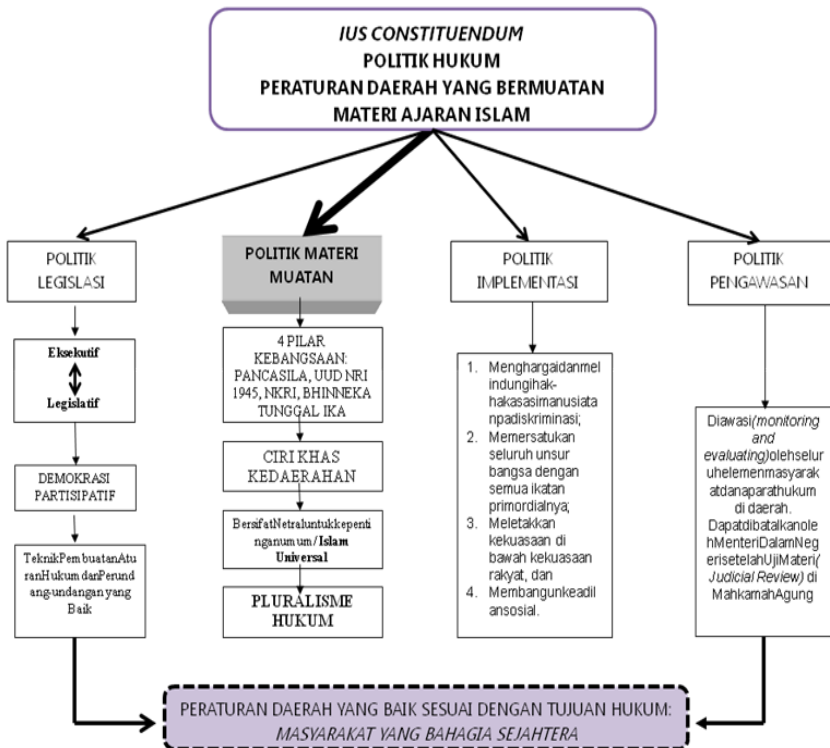 IUS CONSTITUENDUM
POLITIK HUKUM
PERATURAN DAERAH YANG BERMUATAN
MATERI AJARAN ISLAM
POLITIK
LEGISLASI
Eksekutif
Legislatif
DEMOKRASI
PARTISIPATIF
TeknikPembuatanAtu
ranHukumdanPerund
ang-undanganyang
Baik
POLITIK MATERI
MUATAN
4 PILAR
KEBANGSAAN:
PANCASILA, UUD NRI
1945, NKRI, BHINNEKA
TUNGGAL IKA
CIRI KHAS
KEDAERAHAN
BersifatNetraluntukkepenti
nganumum/Islam
Universal
PLURALISME
HUKUM
POLITIK
IMPLEMENTASI
1. Menghargaidanmel
indungihak-
hakasasimanusiatan
npadiskriminasi;
2. Memersatukan
seluruh unsur
bangsa dengan
semua ikatan
primordialnya;
3. Meletakkan
kekuasaan di
bawah kekuasaan
rakyat, dan
4. Membangunkeadil
ansosial.
POLITIK
PENGAWASAN
Diawasi(monitoring
and
evaluating)olehselur
uhelemenmasyarak
atdanaparathukum
di daerah.
Dapatdibatalkanole
hMenteriDalamNeg
erisetelahUjiMateri(
Judicial Review) di
MahkamahAgung
PERATURAN DAERAH YANG BAIK SESUAI DENGAN TUJUAN HUKUM:
MASYARAKAT YANG BAHAGIA SEJAHTERA